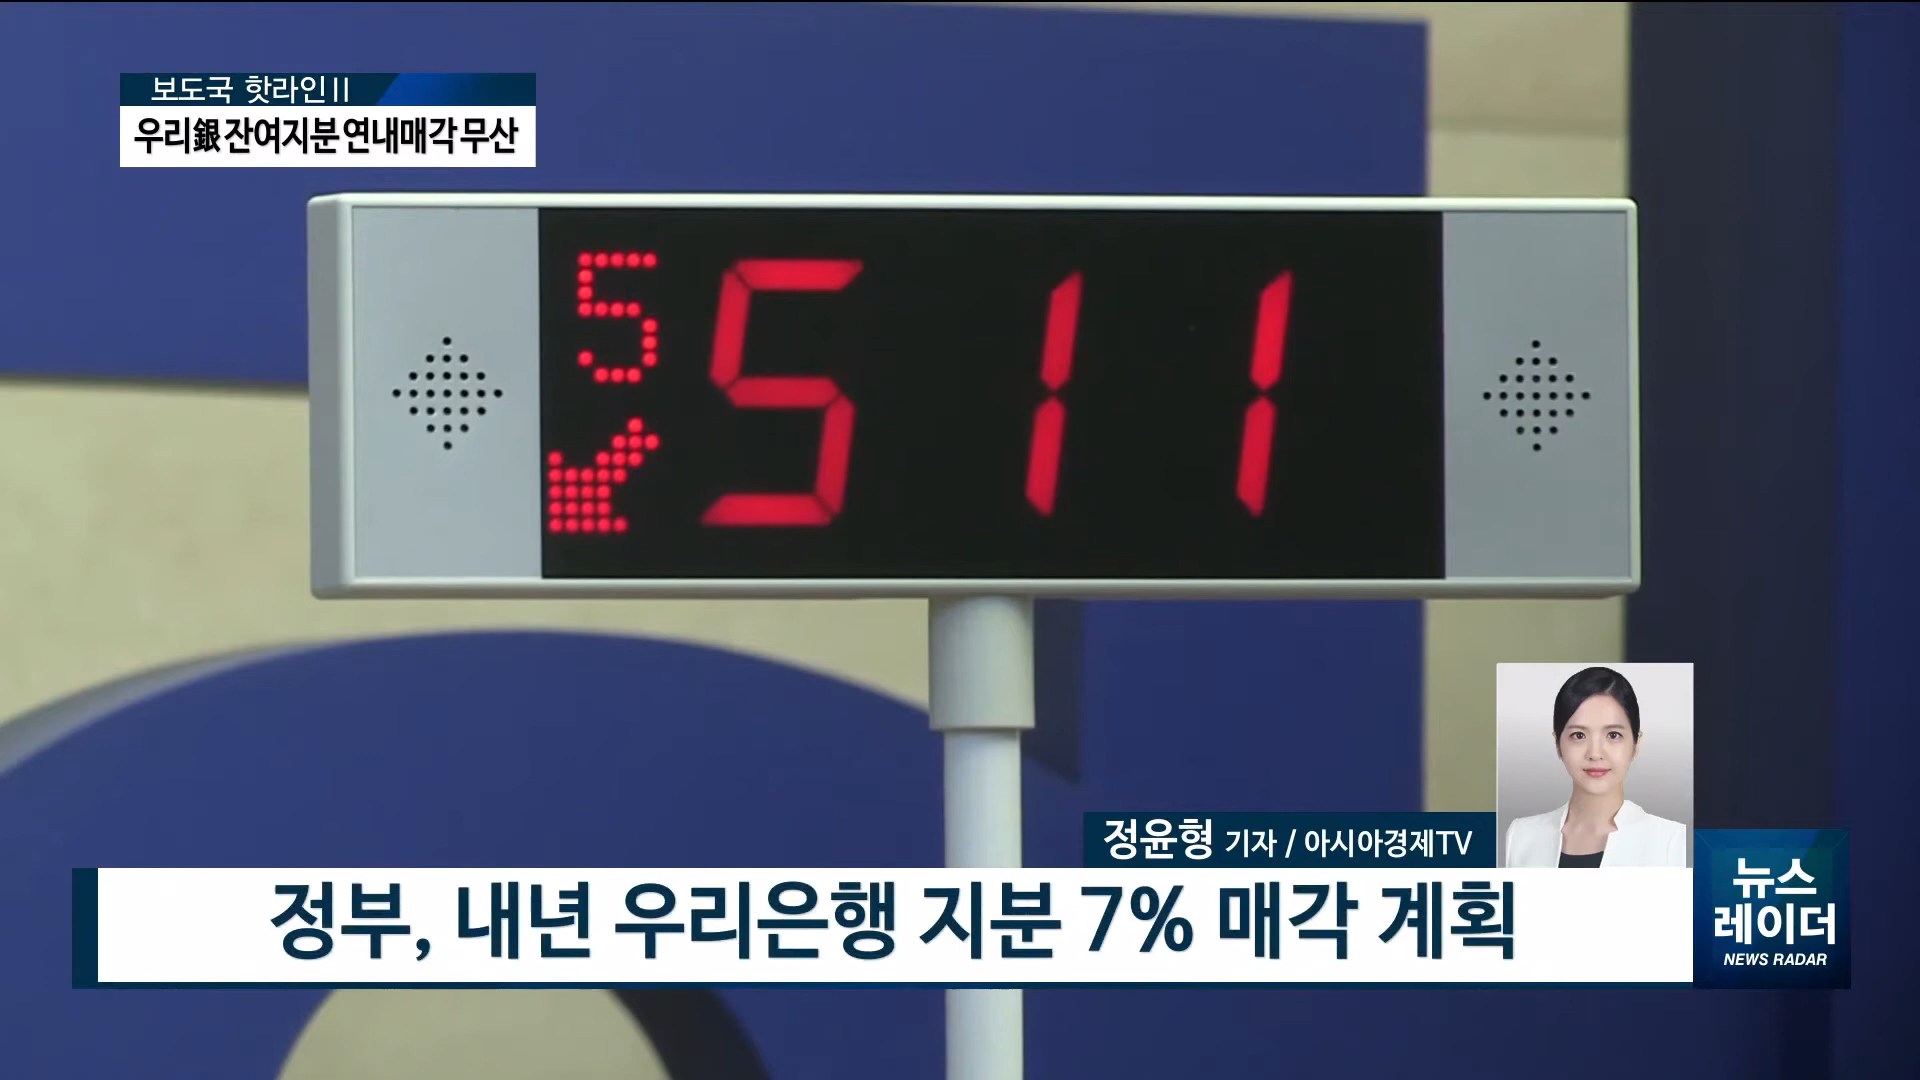 보도국 핫라인 II
우리銀 잔여지분 연내매각 무산
5
511
정윤형 기자 / 아시아경제TV
정부, 내년 우리은행 지분 7% 매각 계획
뉴스
레이더
NEWS RADAR